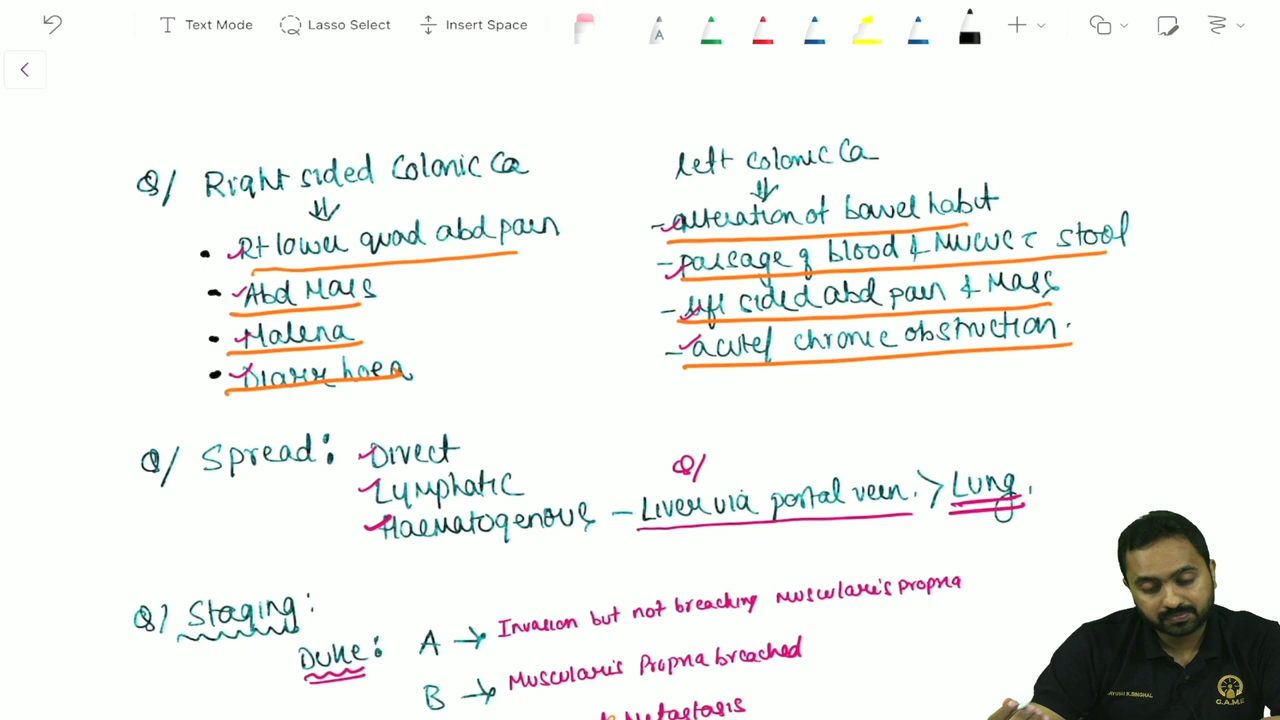 Text Mode
Lasso Select
Insert Space
Q/ Right sided Colonic Ca
Rt lower quad abd pain
Abd Mass
Malena
Diarrhoea
left colonic Ca
- alteration of bowel habit
- passage of blood & Mucus c stool
- left sided abd pain & Mass
- acute/ chronic obstruction.
Q/ Spread: Direct
Lymphatic
Haematogenous - Liver via portal vein. > Lung.
Q/
Q/ Staging:
Duke: A → Invasion but not breaching muscularis propria
B → Muscularis Propria breached
Metastasis
AYUSH K.SINGHAL
G.A.M.E